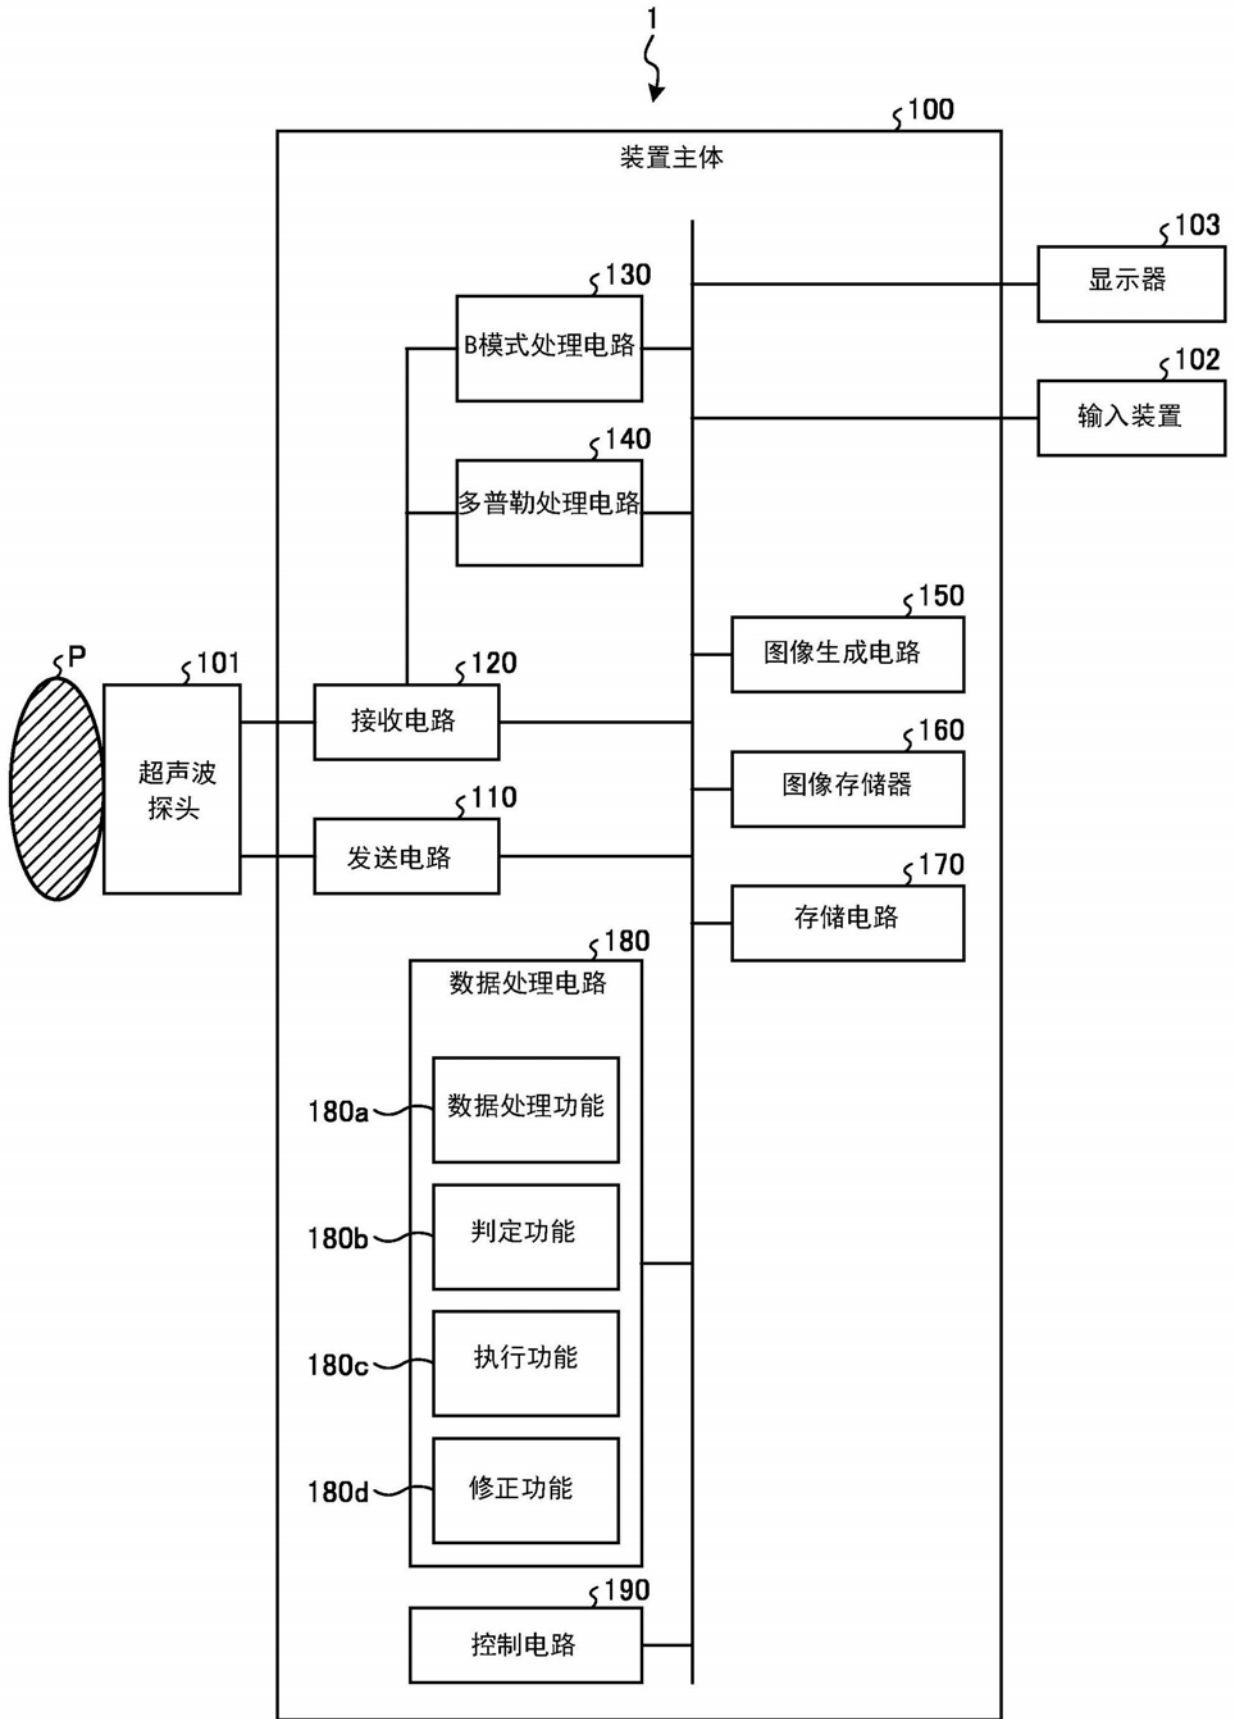 1
100
装置主体
103
显示器
130
B模式处理电路
102
输入装置
140
多普勒处理电路
150
图像生成电路
P
101
超声波
探头
120
接收电路
160
图像存储器
110
发送电路
170
存储电路
180
数据处理电路
180a
数据处理功能
180b
判定功能
180c
执行功能
180d
修正功能
190
控制电路